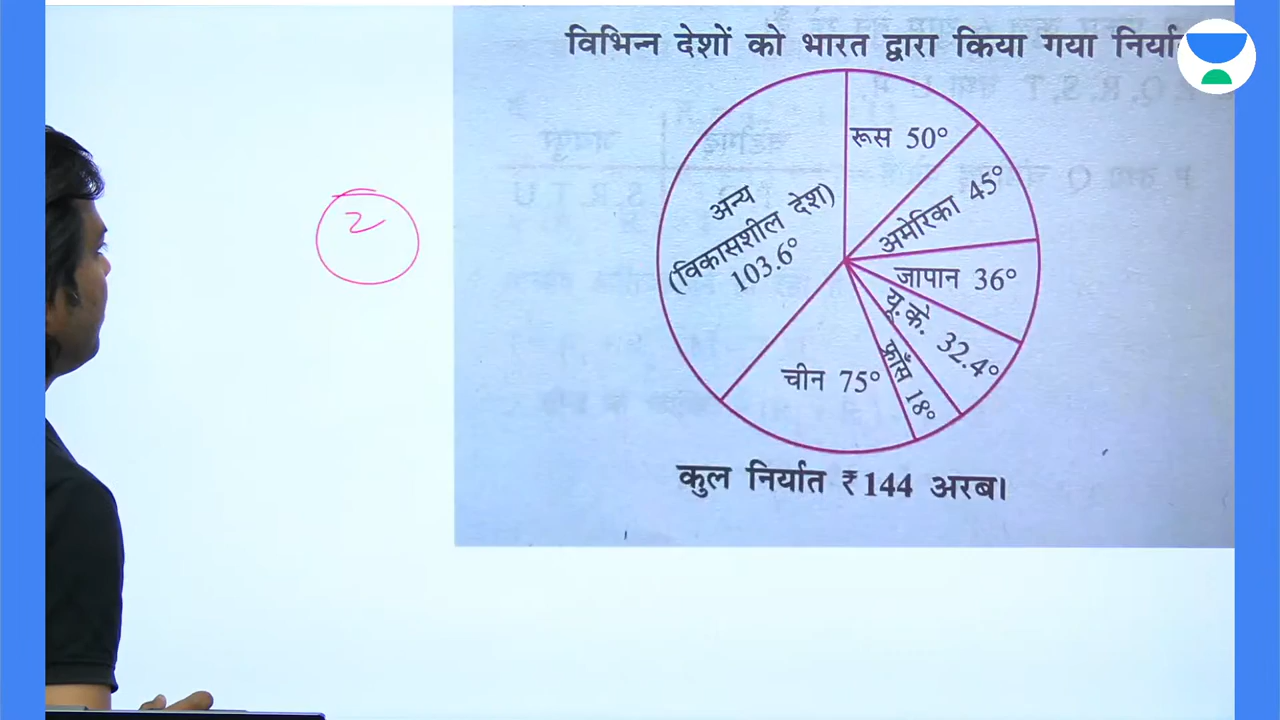 विभिन्न देशों को भारत द्वारा किया गया निर्या
रूस 50°
अमेरिका 45°
जापान 36°
यू.के. 32.4°
फ्राँस 18°
चीन 75°
अन्य
(विकासशील देश)
103.6°
कुल निर्यात ₹144 अरब।
2